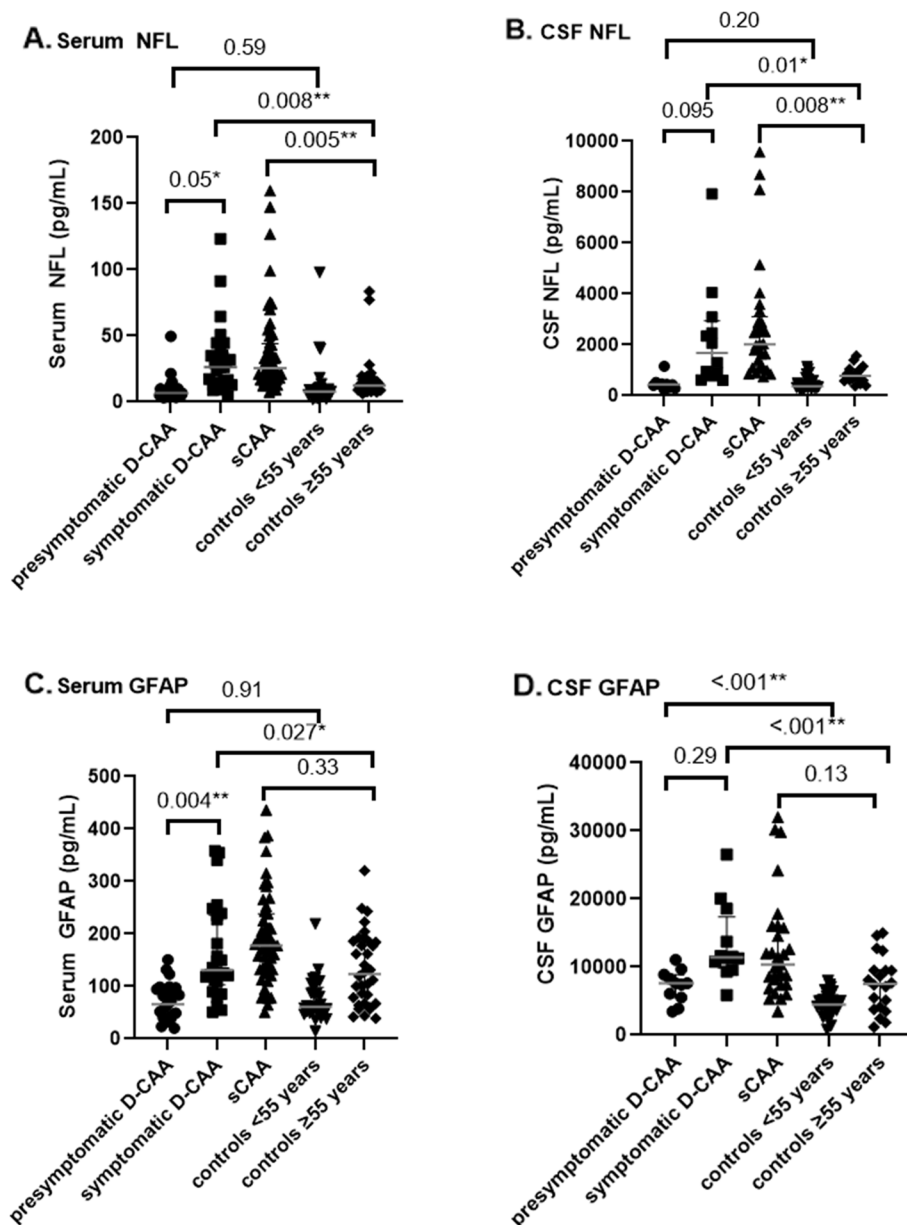 A. Serum NFL
0.59
0.008**
0.005**
0.05*
200
150
100
50
0
Serum NFL (pg/mL)
presymptomatic D-CAA
symptomatic D-CAA
sCAA
controls <55 years
controls ≥55 years
B. CSF NFL
0.20
0.01*
0.095
0.008**
10000
8000
6000
4000
2000
0
CSF NFL (pg/mL)
presymptomatic D-CAA
symptomatic D-CAA
sCAA
controls <55 years
controls ≥55 years
C. Serum GFAP
0.91
0.027*
0.33
0.004**
500
400
300
200
100
0
Serum GFAP (pg/mL)
presymptomatic D-CAA
symptomatic D-CAA
sCAA
controls <55 years
controls ≥55 years
D. CSF GFAP
<.001**
<.001**
0.29
0.13
40000
30000
20000
10000
0
CSF GFAP (pg/mL)
presymptomatic D-CAA
symptomatic D-CAA
sCAA
controls <55 years
controls ≥55 years